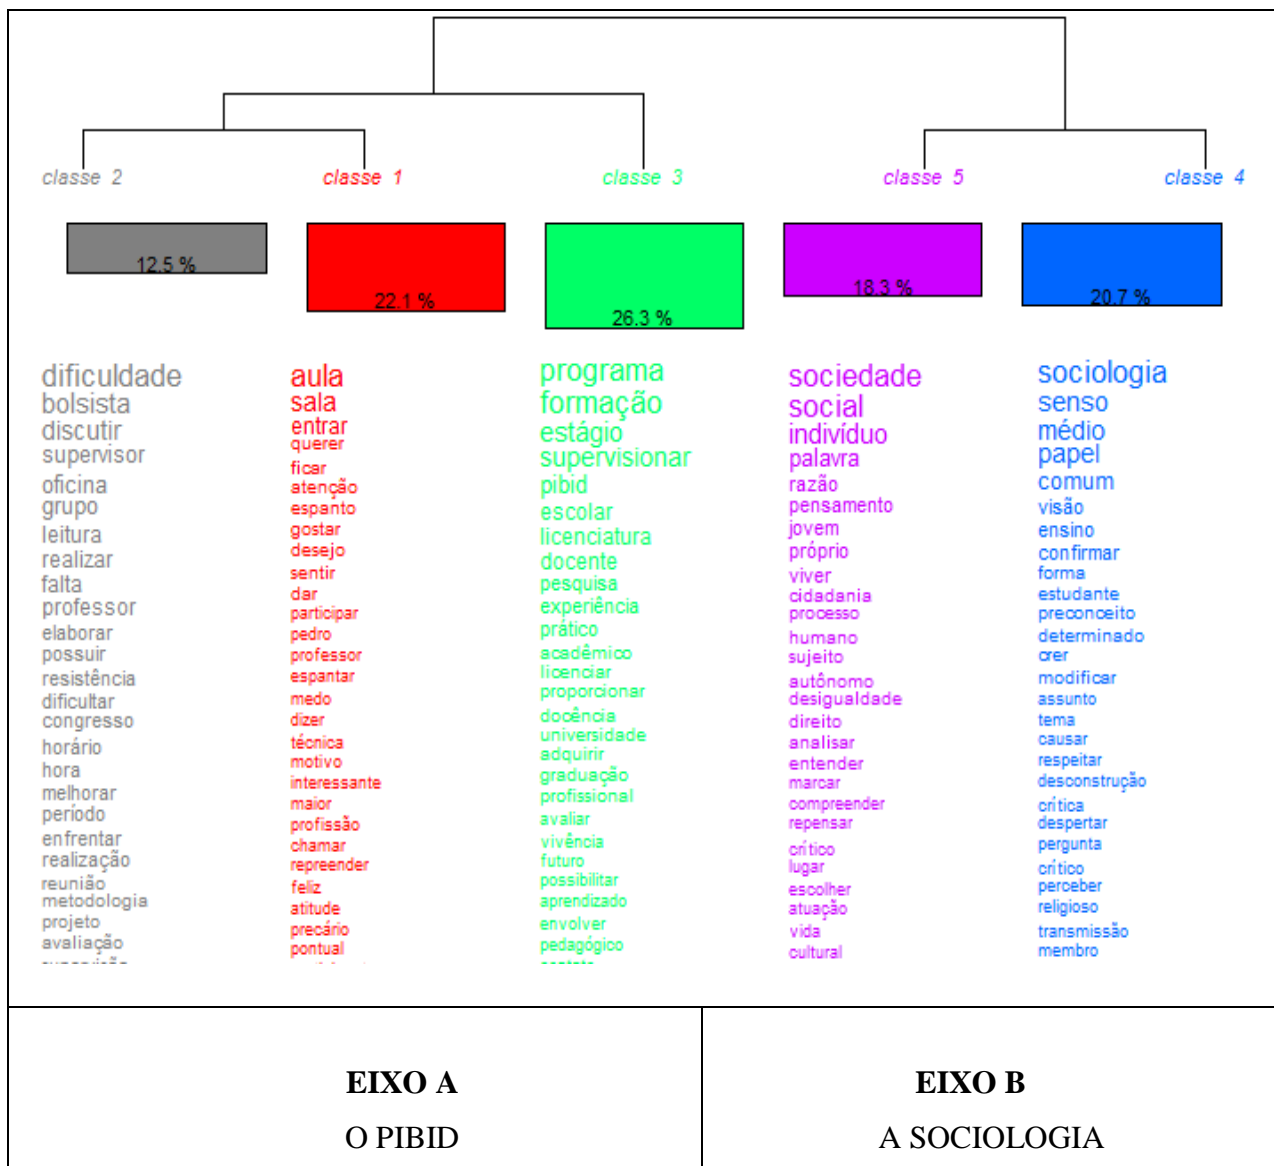 classe 2
classe 1
classe 3
classe 5
classe 4
12.5 %
22.1 %
26.3 %
18.3 %
20.7 %
dificuldade
bolsista
discutir
supervisor
oficina
grupo
leitura
realizar
falta
professor
elaborar
possuir
resistência
dificultar
congresso
horário
hora
melhorar
período
enfrentar
realização
reunião
metodologia
projeto
avaliação
aula
sala
entrar
querer
ficar
atenção
espanto
gostar
desejo
sentir
dar
participar
pedro
professor
espantar
medo
dizer
técnica
motivo
interessante
maior
profissão
chamar
repreender
feliz
atitude
precário
pontual
programa
formação
estágio
supervisionar
pibid
escolar
licenciatura
docente
pesquisa
experiência
prático
acadêmico
licenciar
proporcionar
docência
universidade
adquirir
graduação
profissional
avaliar
vivência
futuro
possibilitar
aprendizado
envolver
pedagógico
sociedade
social
indivíduo
palavra
razão
pensamento
jovem
próprio
viver
cidadania
processo
humano
sujeito
autônomo
desigualdade
direito
analisar
entender
marcar
compreender
repensar
crítico
lugar
escolher
atuação
vida
cultural
sociologia
senso
médio
papel
comum
visão
ensino
confirmar
forma
estudante
preconceito
determinado
crer
modificar
assunto
tema
causar
respeitar
desconstrução
crítica
despertar
pergunta
crítico
perceber
religioso
transmissão
membro
EIXO A
O PIBID
EIXO B
A SOCIOLOGIA